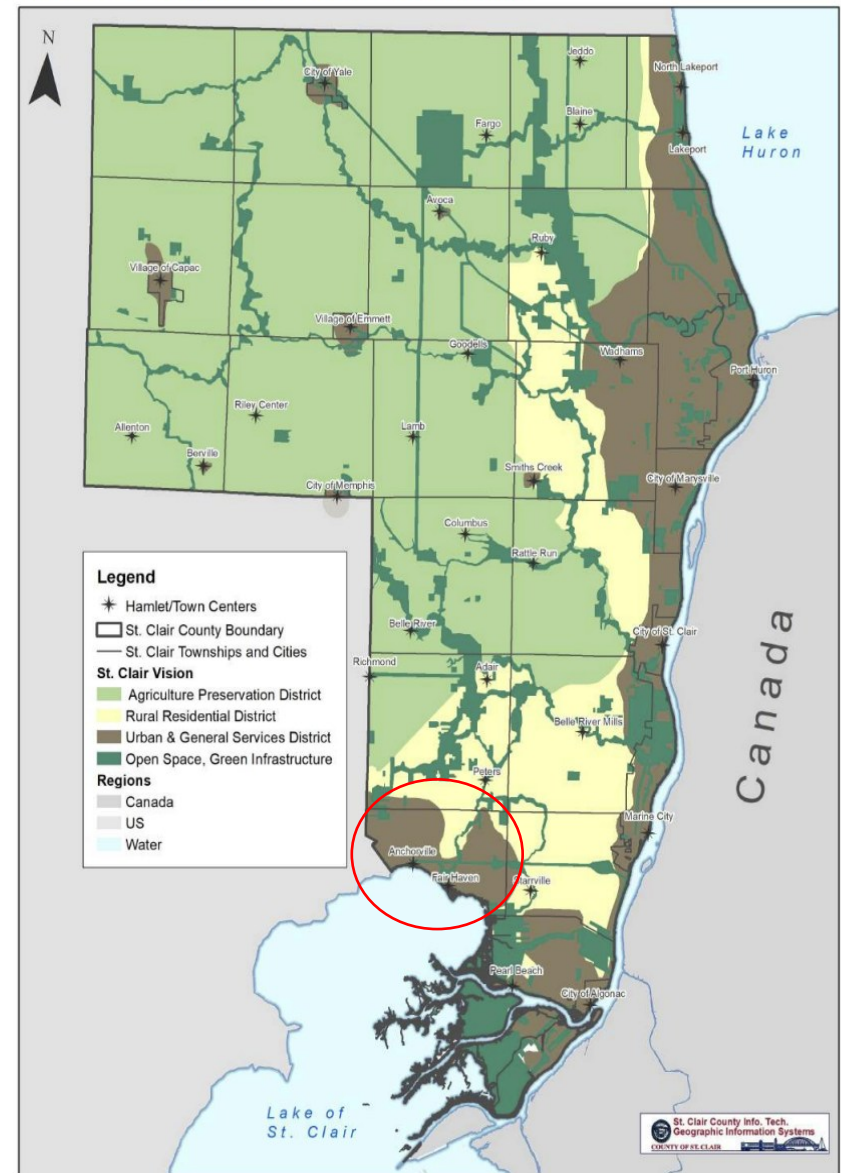 N
Jeddo
City of Yale
North Lakeport
Fargo
Blaine
Lakeport
Lake
Huron
Avoca
Ruby
Village of Capac
Village of Emmett
Goodells
Wadhams
Port Huron
Riley Center
Allenton
Lamb
Berville
Smiths Creek
City of Marysville
City of Memphis
Columbus
Rattle Run
Belle River
City of St. Clair
Richmond
Adair
Belle River Mills
Canada
Peters
Marine City
Anchorville
Fair Haven
Starrville
Pearl Beach
City of Algonac
Lake of
St. Clair
Legend
Hamlet/Town Centers
St. Clair County Boundary
St. Clair Townships and Cities
St. Clair Vision
Agriculture Preservation District
Rural Residential District
Urban & General Services District
Open Space, Green Infrastructure
Regions
Canada
US
Water
St. Clair County Info. Tech.
Geographic Information Systems
COUNTY OF ST. CLAIR